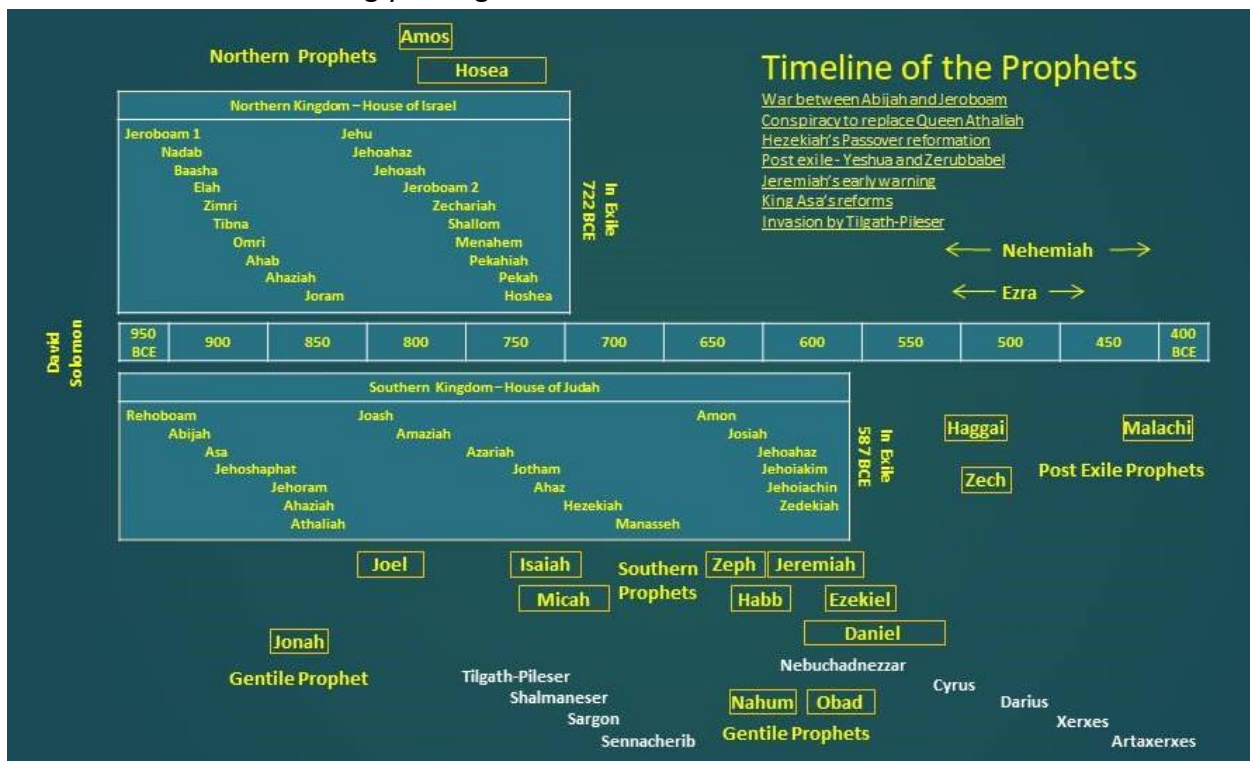 Amos
Northern Prophets
Hosea
Timeline of the Prophets
War between Abijah and Jeroboam
Conspiracy to replace Queen Athaliah
Hezekiah's Passover reformation
Post exile - Yeshua and Zerubbabel
Jeremiah's early warning
King Asa's reforms
Invasion by Tilgath-Pileser
Northern Kingdom – House of Israel
Jeroboam 1
Nadab
Baasha
Elah
Zimri
Tibna
Omri
Ahab
Ahaziah
Joram
Jehu
Jehoahaz
Jehoash
Jeroboam 2
Zechariah
Shallom
Menahem
Pekahiah
Pekah
Hoshea
In Exile
722 BCE
Nehemiah
Ezra
David
Solomon
950 BCE 900 850 800 750 700 650 600 550 500 450 400 BCE
Southern Kingdom – House of Judah
Rehoboam
Abijah
Asa
Jehoshaphat
Jehoram
Ahaziah
Athaliah
Joash
Amaziah
Azariah
Jotham
Ahaz
Hezekiah
Manasseh
Amon
Josiah
Jehoahaz
Jehoiakim
Jehoiachin
Zedekiah
In Exile
587 BCE
Haggai
Malachi
Zech
Post Exile Prophets
Joel
Isaiah
Micah
Southern
Prophets
Zeph
Jeremiah
Habb
Ezekiel
Daniel
Jonah
Gentile Prophet
Tilgath-Pileser
Shalmaneser
Sargon
Sennacherib
Nebuchadnezzar
Cyrus
Darius
Xerxes
Artaxerxes
Nahum
Obad
Gentile Prophets